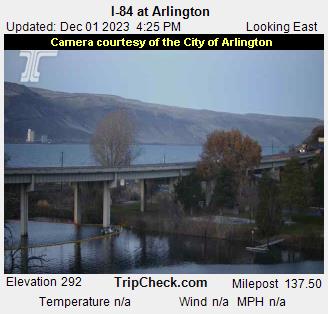 I-84 at Arlington
Updated: Dec 01 2023 4:25 PM Looking East
Camera courtesy of the City of Arlington
Elevation 292 TripCheck.com Milepost 137.50
Temperature n/a Wind n/a MPH n/a